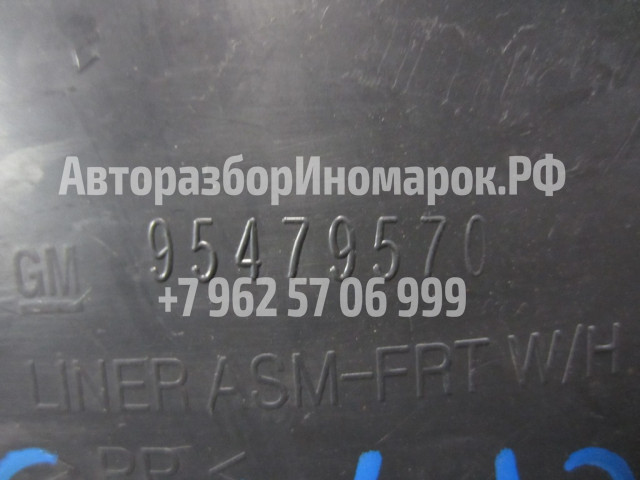 АвторазборИномарок.РФ
95479570
GM
+7 962 57 06 999
LINER ASM-FRT W/H